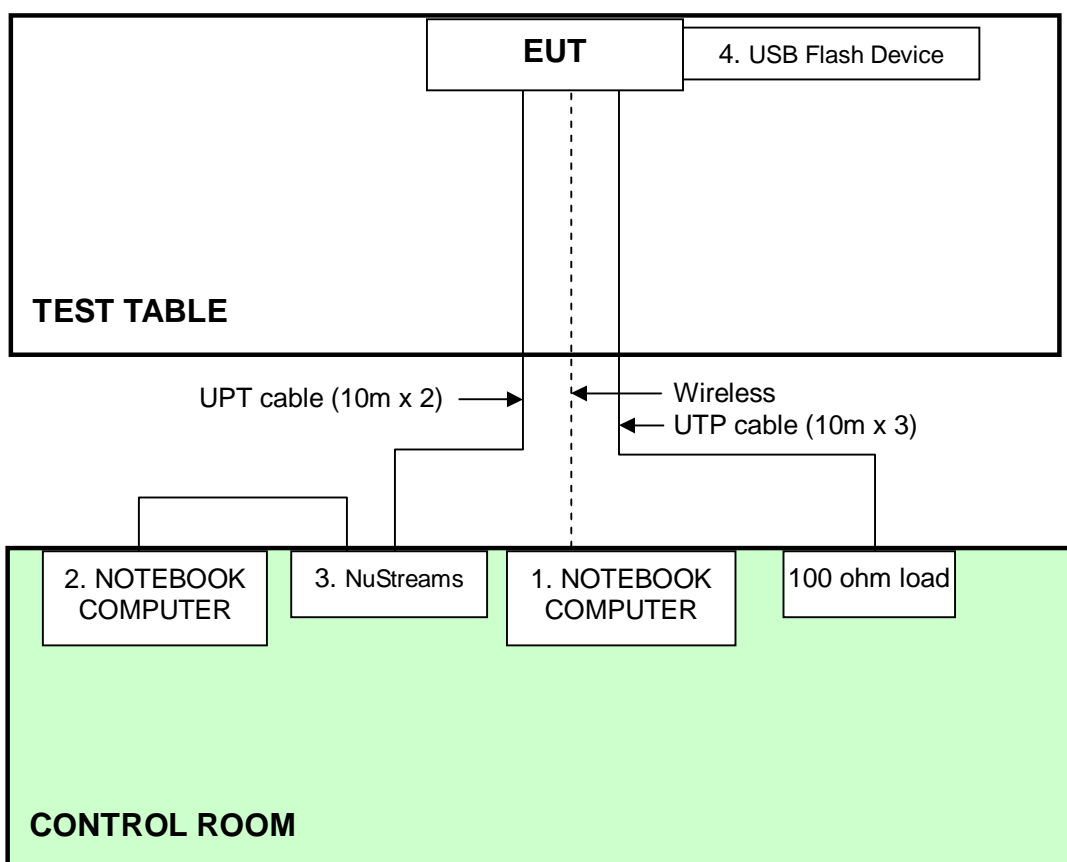 EUT
4. USB Flash Device
TEST TABLE
UPT cable (10m x 2)
Wireless
UTP cable (10m x 3)
2. NOTEBOOK
COMPUTER
3. NuStreams
1. NOTEBOOK
COMPUTER
100 ohm load
CONTROL ROOM